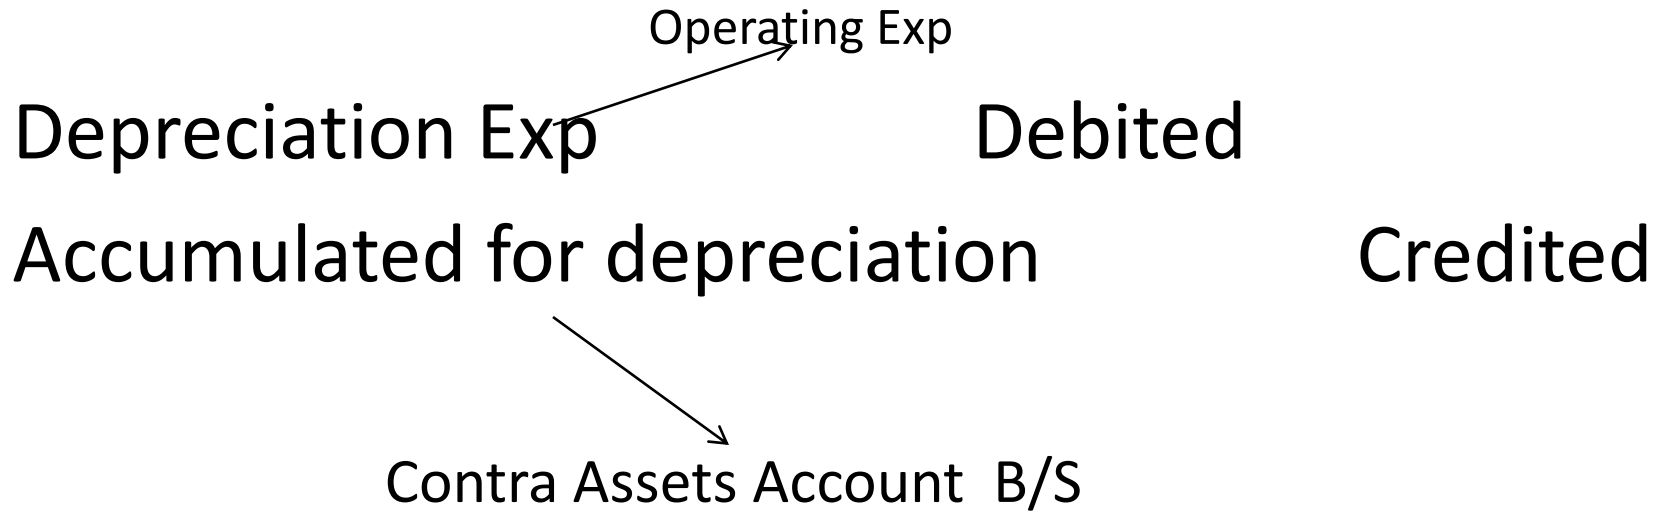 Operating Exp
Depreciation Exp Debited
Accumulated for depreciation Credited
Contra Assets Account B/S